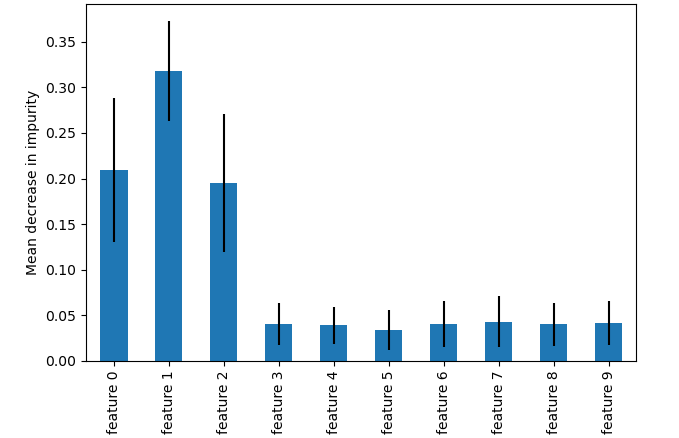 Mean decrease in impurity
0.35
0.30
0.25
0.20
0.15
0.10
0.05
0.00
feature 0
feature 1
feature 2
feature 3
feature 4
feature 5
feature 6
feature 7
feature 8
feature 9